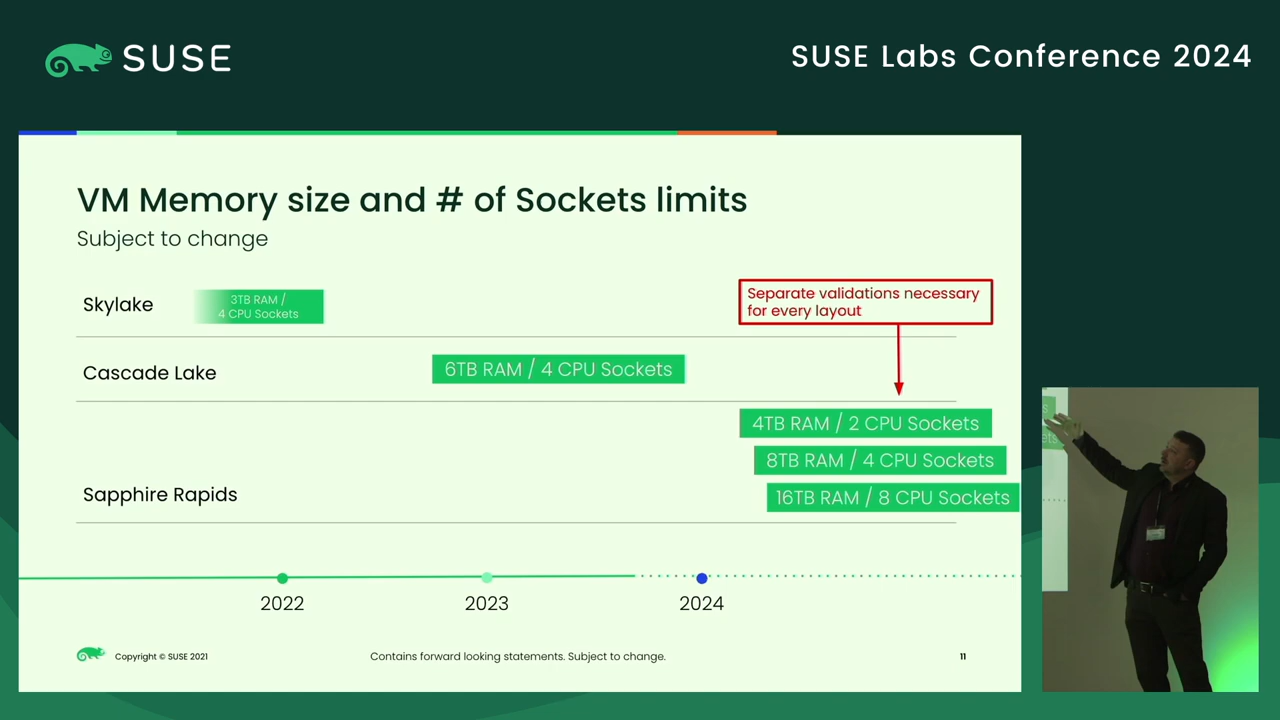 SUSE
SUSE Labs Conference 2024
VM Memory size and # of Sockets limits
Subject to change
Skylake
3TB RAM /
4 CPU Sockets
Separate validations necessary
for every layout
Cascade Lake
6TB RAM / 4 CPU Sockets
4TB RAM / 2 CPU Sockets
8TB RAM / 4 CPU Sockets
Sapphire Rapids
16TB RAM / 8 CPU Sockets
2022
2023
2024
Copyright © SUSE 2021
Contains forward looking statements. Subject to change.
11